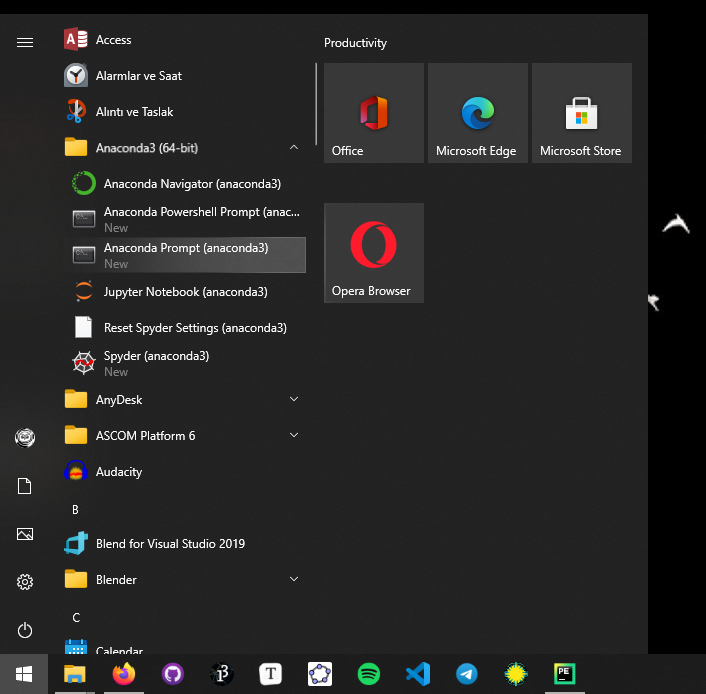 Access
Alarmlar ve Saat
Alıntı ve Taslak
Anaconda3 (64-bit)
Anaconda Navigator (anaconda3)
Anaconda Powershell Prompt (anac...
New
Anaconda Prompt (anaconda3)
New
Jupyter Notebook (anaconda3)
Reset Spyder Settings (anaconda3)
Spyder (anaconda3)
New
AnyDesk
ASCOM Platform 6
Audacity
B
Blend for Visual Studio 2019
Blender
C
Calendar
Productivity
Office
Microsoft Edge
Microsoft Store
Opera Browser
T
PE